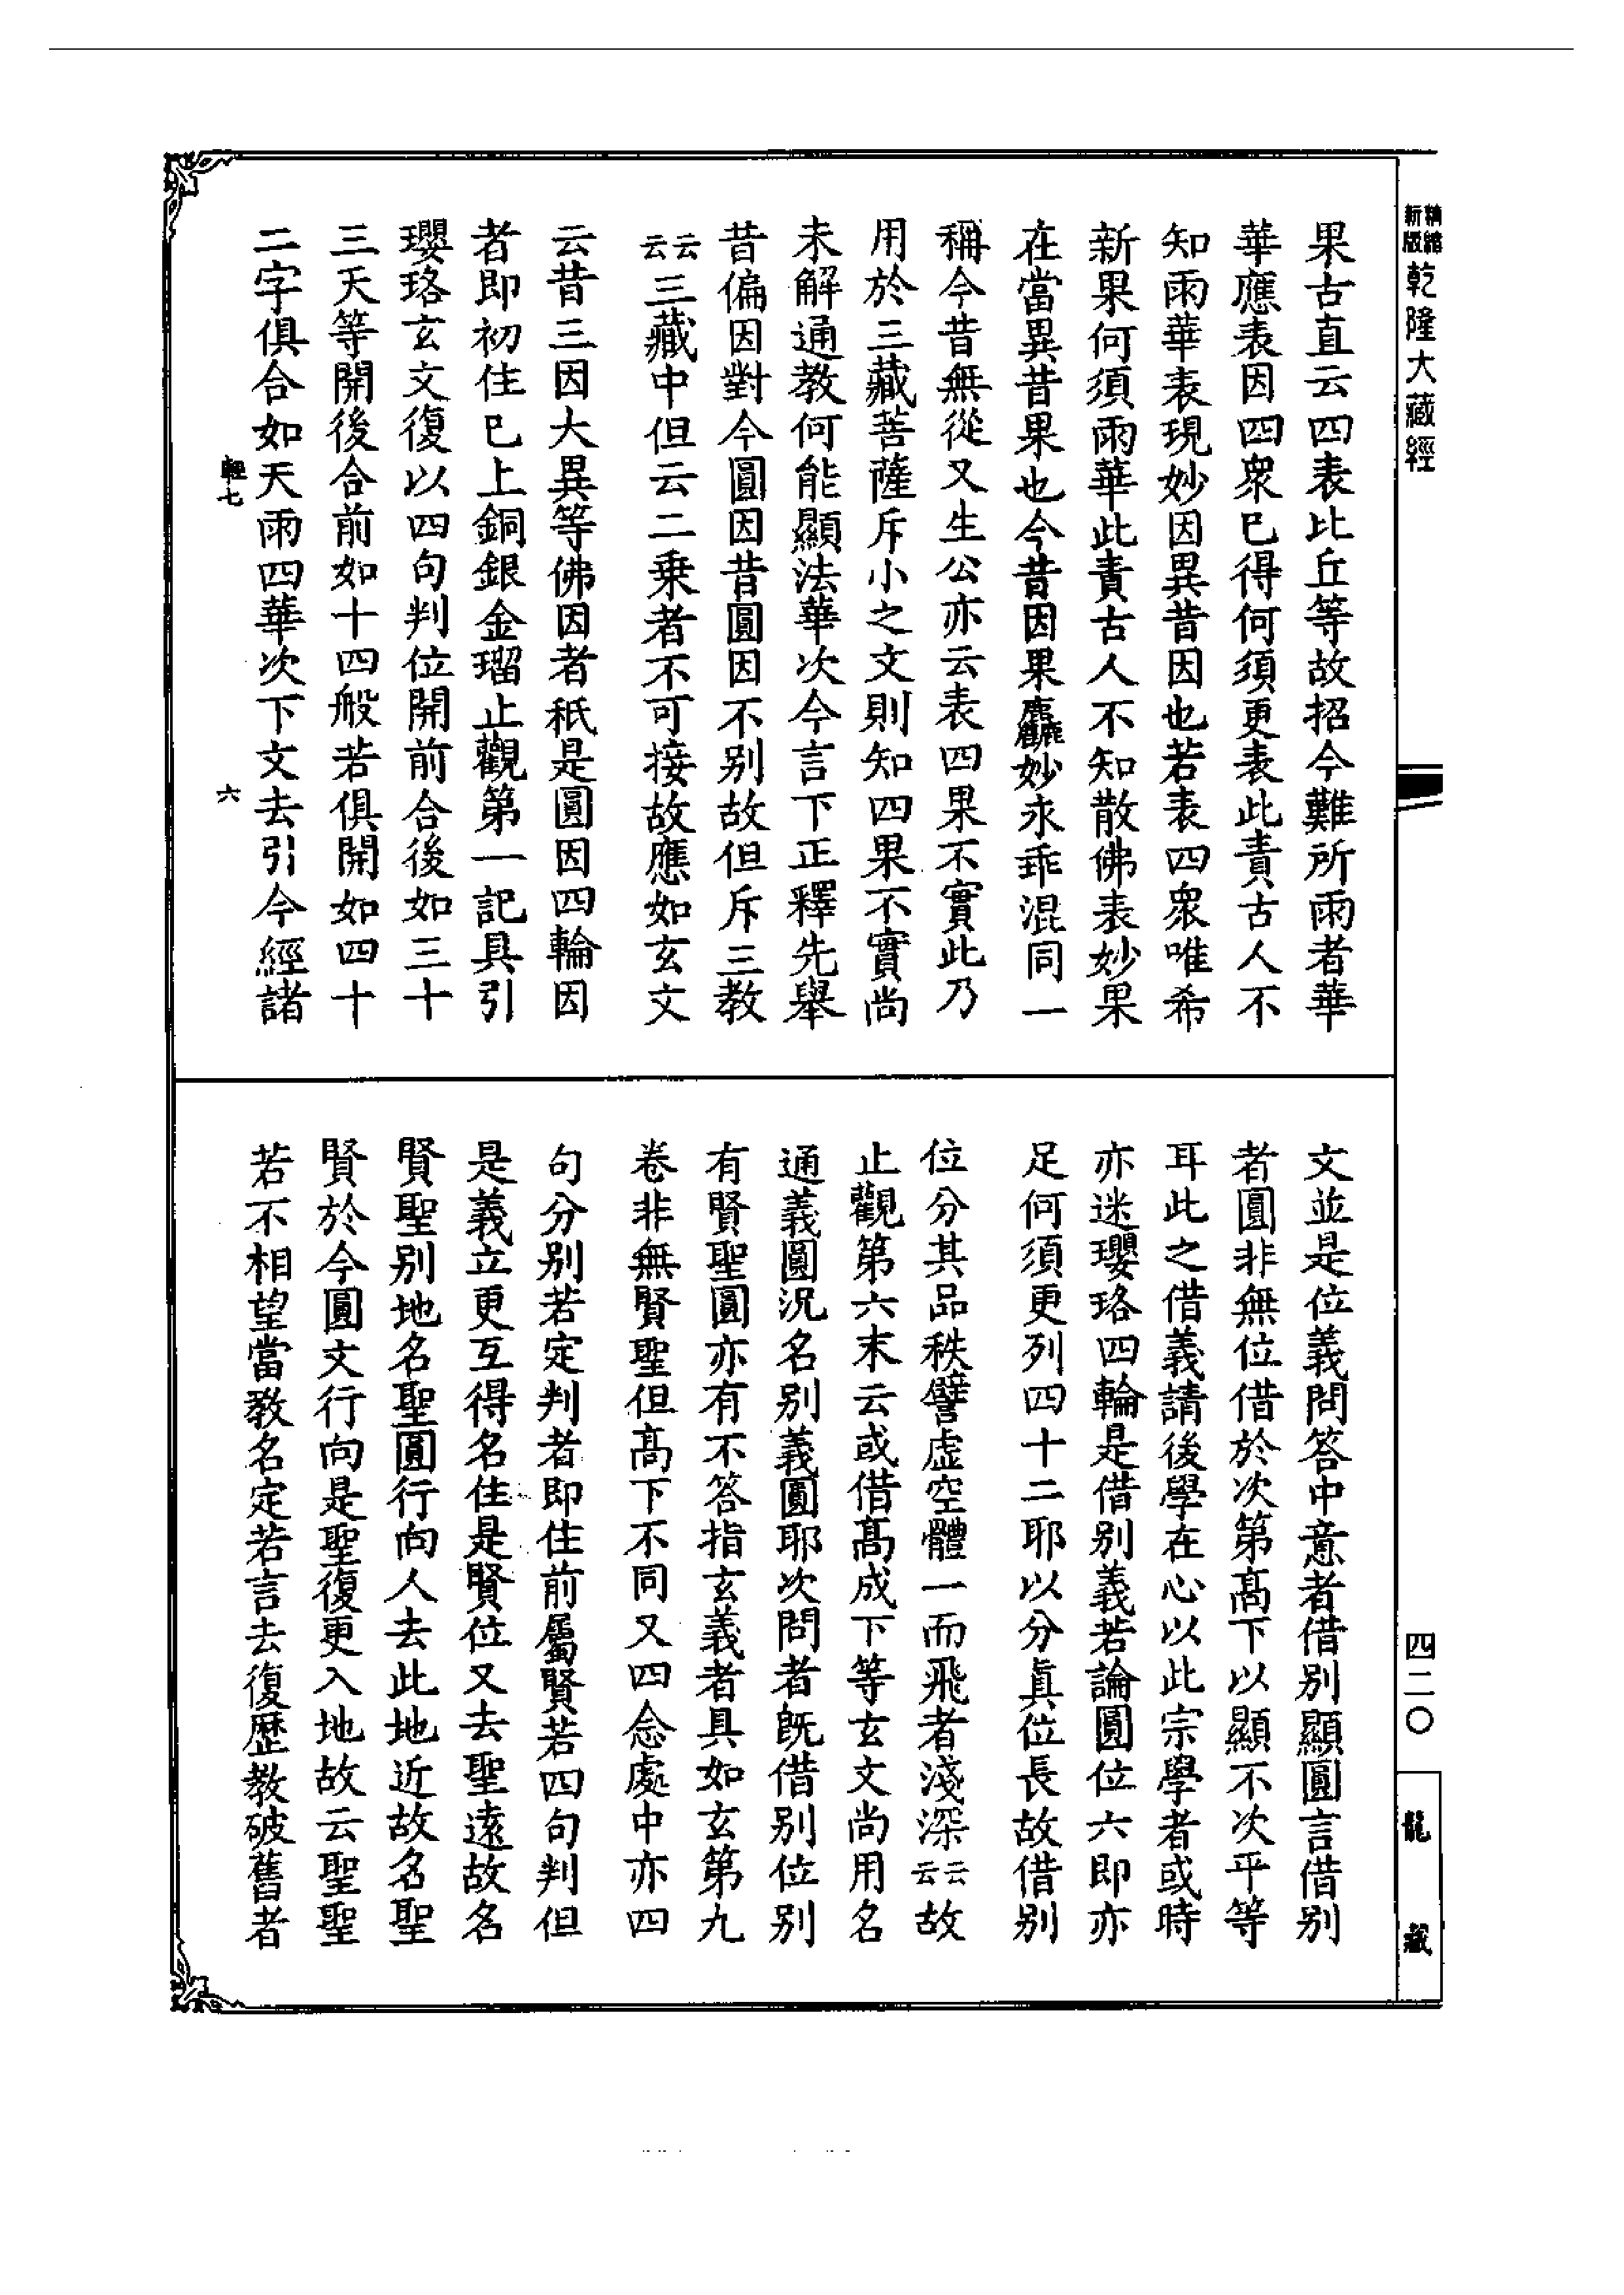 精縮新版乾隆大藏經
果古直云四表比丘等故招今難所雨者華
華應表因四眾已得何須更表此責古人不
知雨華表現妙因異昔因也若表四眾唯希
新果何須雨華此責古人不知散佛表妙果
在當異昔果也今昔因果麤妙永乖混同一
稱今昔無從又生公亦云表四果不實此乃
用於三藏菩薩斥小之文則知四果不實尚
未解通教何能顯法華次今言下正釋先舉
昔偏因對今圓因昔圓因不別故但斥三教
云云三藏中但云二乘者不可接故應如玄文
云昔三因大異等佛因者秖是圓因四輪因
者即初住已上銅銀金瑠止觀第一記具引
瓔珞玄文復以四句判位開前合後如三十
三天等開後合前如十四般若俱開如四十
二字俱合如天雨四華次下文去引今經諸
輕七 六
文並是位義問答中意者借別顯圓言借別
者圓非無位借於次第高下以顯不次平等
耳此之借義請後學在心以此宗學者或時
亦迷瓔珞四輪是借別義若論圓位六即亦
足何須更列四十二耶以分真位長故借別
位分其品秩譬虛空體一而飛者淺深云云故
止觀第六末云或借高成下等玄文尚用名
通義圓況名別義圓耶次問者既借別位別
有賢聖圓亦有不答指玄義者具如玄第九
卷非無賢聖但高下不同又四念處中亦四
句分別若定判者即住前屬賢若四句判但
是義立更互得名住是賢位又去聖遠故名
賢聖別地名聖圓行向人去此地近故名聖
賢於今圓文行向是聖復更入地故云聖聖
若不相望當教名定若言去復歷教破舊者
四二〇
龍藏